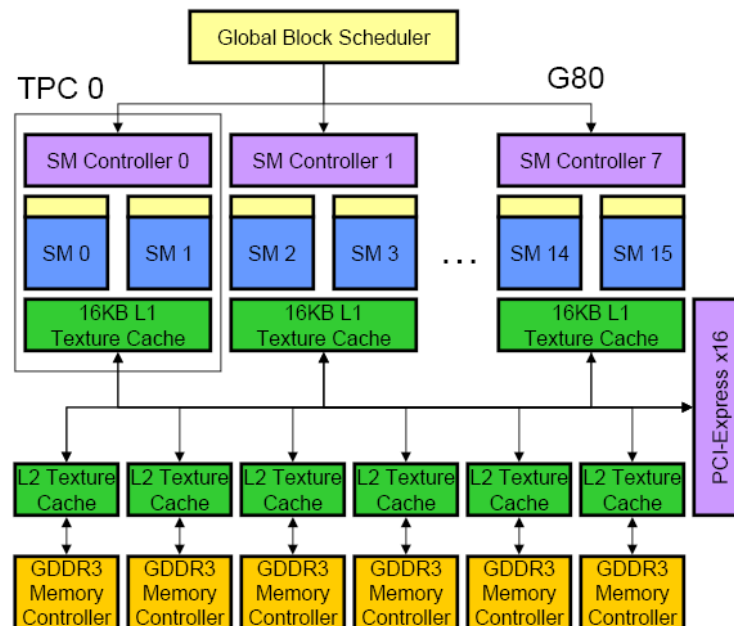 Global Block Scheduler
TPC 0
G80
SM Controller 0
SM Controller 1
SM Controller 7
SM 0
SM 1
SM 2
SM 3
...
SM 14
SM 15
16KB L1
Texture Cache
16KB L1
Texture Cache
16KB L1
Texture Cache
PCI-Express x16
L2 Texture
Cache
L2 Texture
Cache
L2 Texture
Cache
L2 Texture
Cache
L2 Texture
Cache
L2 Texture
Cache
GDDR3
Memory
Controller
GDDR3
Memory
Controller
GDDR3
Memory
Controller
GDDR3
Memory
Controller
GDDR3
Memory
Controller
GDDR3
Memory
Controller